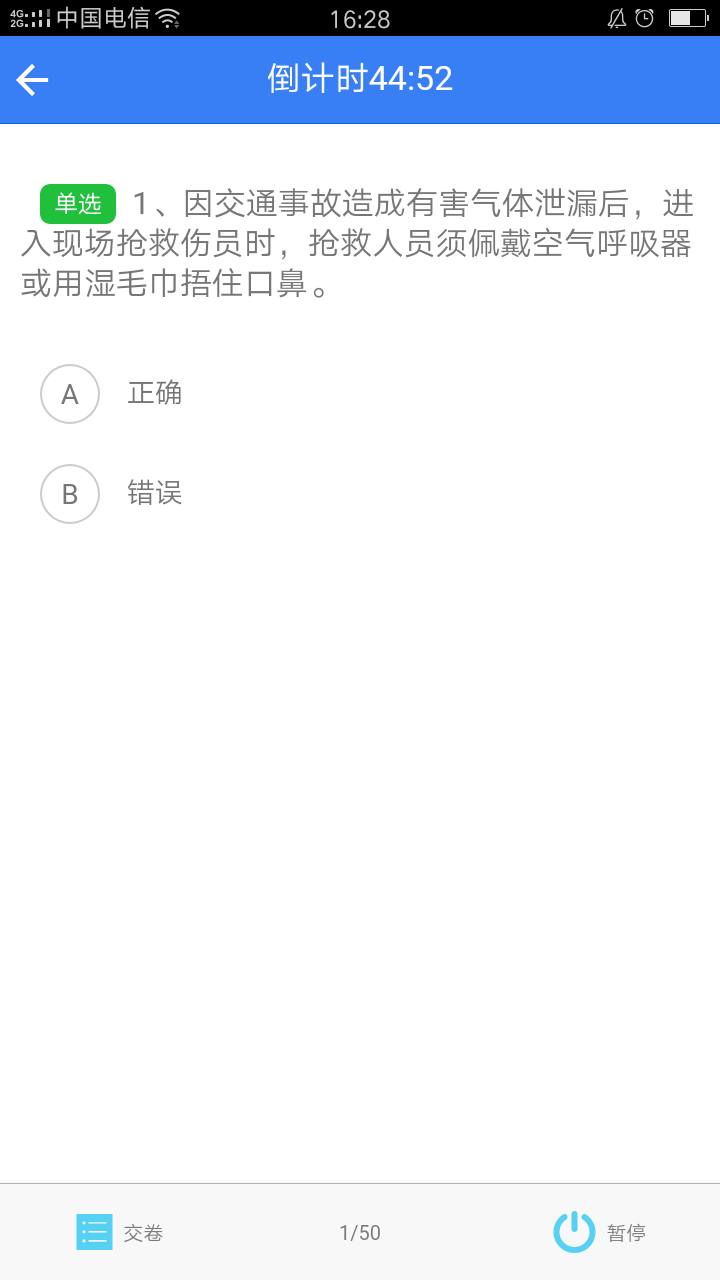 4G 2G 中国电信 16:28
倒计时44:52
单选 1、因交通事故造成有害气体泄漏后，进
入现场抢救伤员时，抢救人员须佩戴空气呼吸器
或用湿毛巾捂住口鼻。
A 正确
B 错误
交卷 1/50 暂停